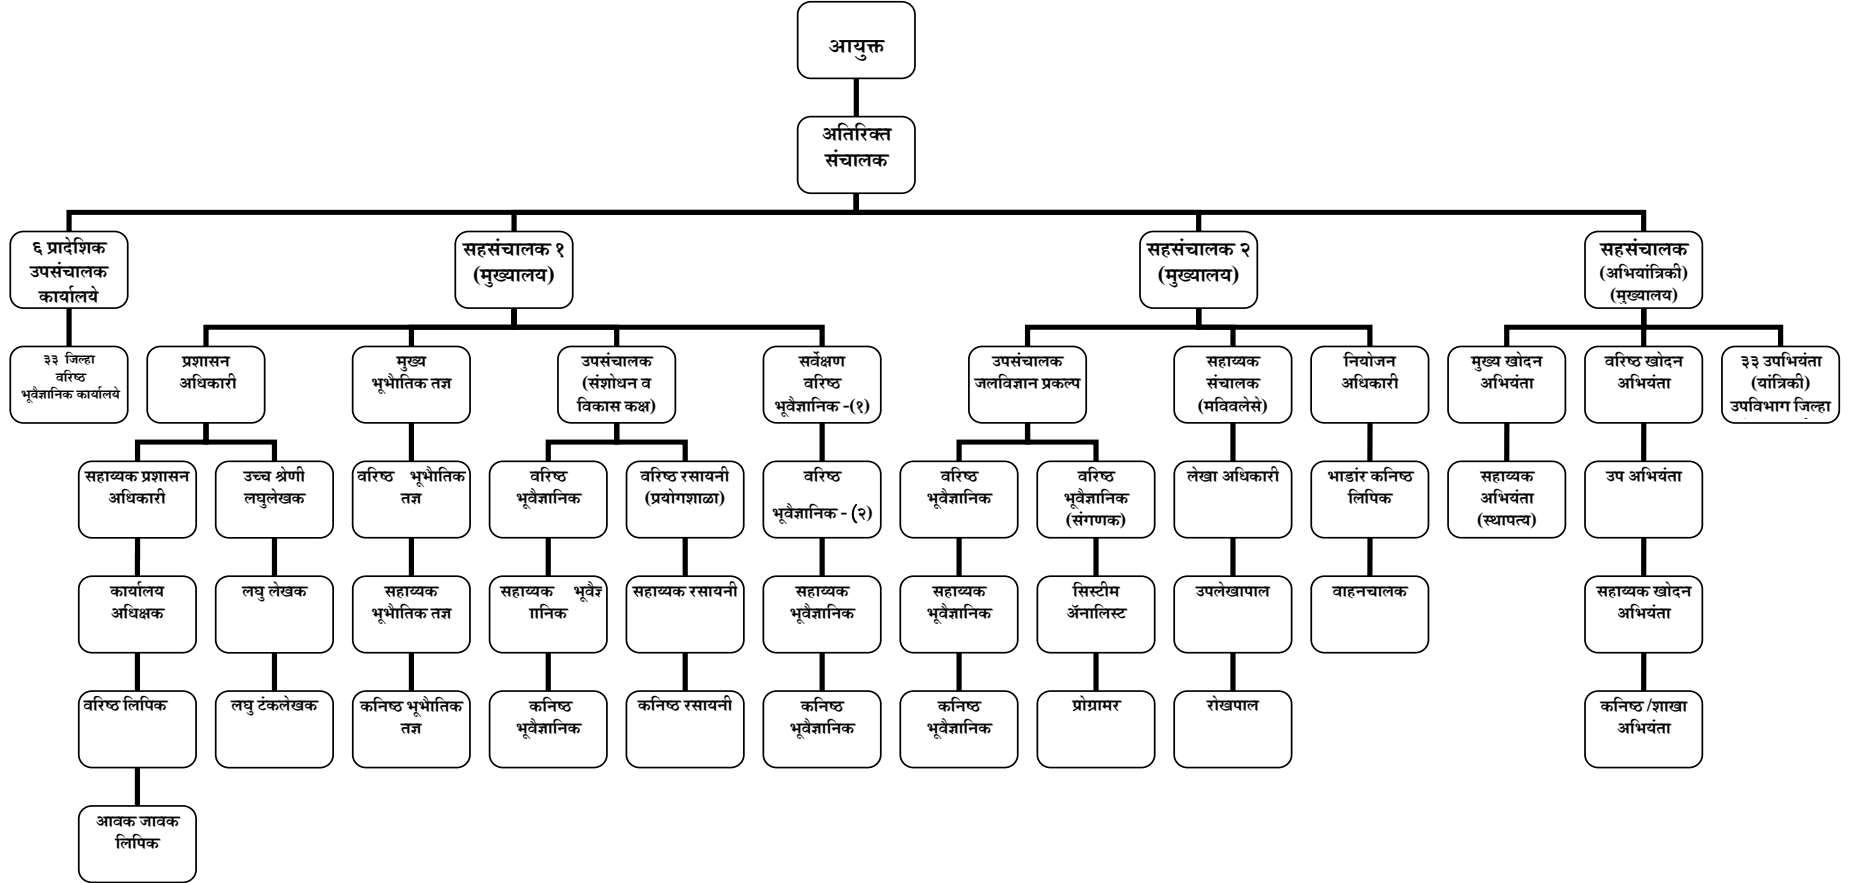 आयुक्त
अतिरिक्त
संचालक
६ प्रादेशिक
उपसंचालक
कार्यालये
सहसंचालक १
(मुख्यालय)
सहसंचालक २
(मुख्यालय)
सहसंचालक
(अभियांत्रिकी)
(मुख्यालय)
३३ जिल्हा
वरिष्ठ
भूवैज्ञानिक कार्यालये
प्रशासन
अधिकारी
मुख्य
भूभौतिक तज्ञ
उपसंचालक
(संशोधन व
विकास कक्ष)
सर्वेक्षण
वरिष्ठ
भूवैज्ञानिक -(१)
उपसंचालक
जलविज्ञान प्रकल्प
सहाय्यक
संचालक
(मविवलेसे)
नियोजन
अधिकारी
मुख्य खोदन
अभियंता
वरिष्ठ खोदन
अभियंता
३३ उपभियंता
(यांत्रिकी)
उपविभाग जिल्हा
सहाय्यक प्रशासन
अधिकारी
उच्च श्रेणी
लघुलेखक
वरिष्ठ भूभौतिक
तज्ञ
वरिष्ठ
भूवैज्ञानिक
वरिष्ठ रसायनी
(प्रयोगशाळा)
वरिष्ठ
भूवैज्ञानिक - (२)
वरिष्ठ
भूवैज्ञानिक
वरिष्ठ
भूवैज्ञानिक
(संगणक)
लेखा अधिकारी
भाडांर कनिष्ठ
लिपिक
सहाय्यक
अभियंता
(स्थापत्य)
उप अभियंता
कार्यालय
अधिक्षक
लघु लेखक
सहाय्यक
भूभौतिक तज्ञ
सहाय्यक
सहाय्यक रसायनी
सहाय्यक
भूवैज्ञानिक
सहाय्यक
भूवैज्ञानिक
सिस्टीम
ॲनालिस्ट
उपलेखापाल
वाहनचालक
सहाय्यक खोदन
अभियंता
वरिष्ठ लिपिक
लघु टंकलेखक
कनिष्ठ भूभौतिक
तज्ञ
कनिष्ठ
भूवैज्ञानिक
कनिष्ठ रसायनी
कनिष्ठ
भूवैज्ञानिक
कनिष्ठ
भूवैज्ञानिक
प्रोग्रामर
रोखपाल
कनिष्ठ /शाखा
अभियंता
आवक जावक
लिपिक